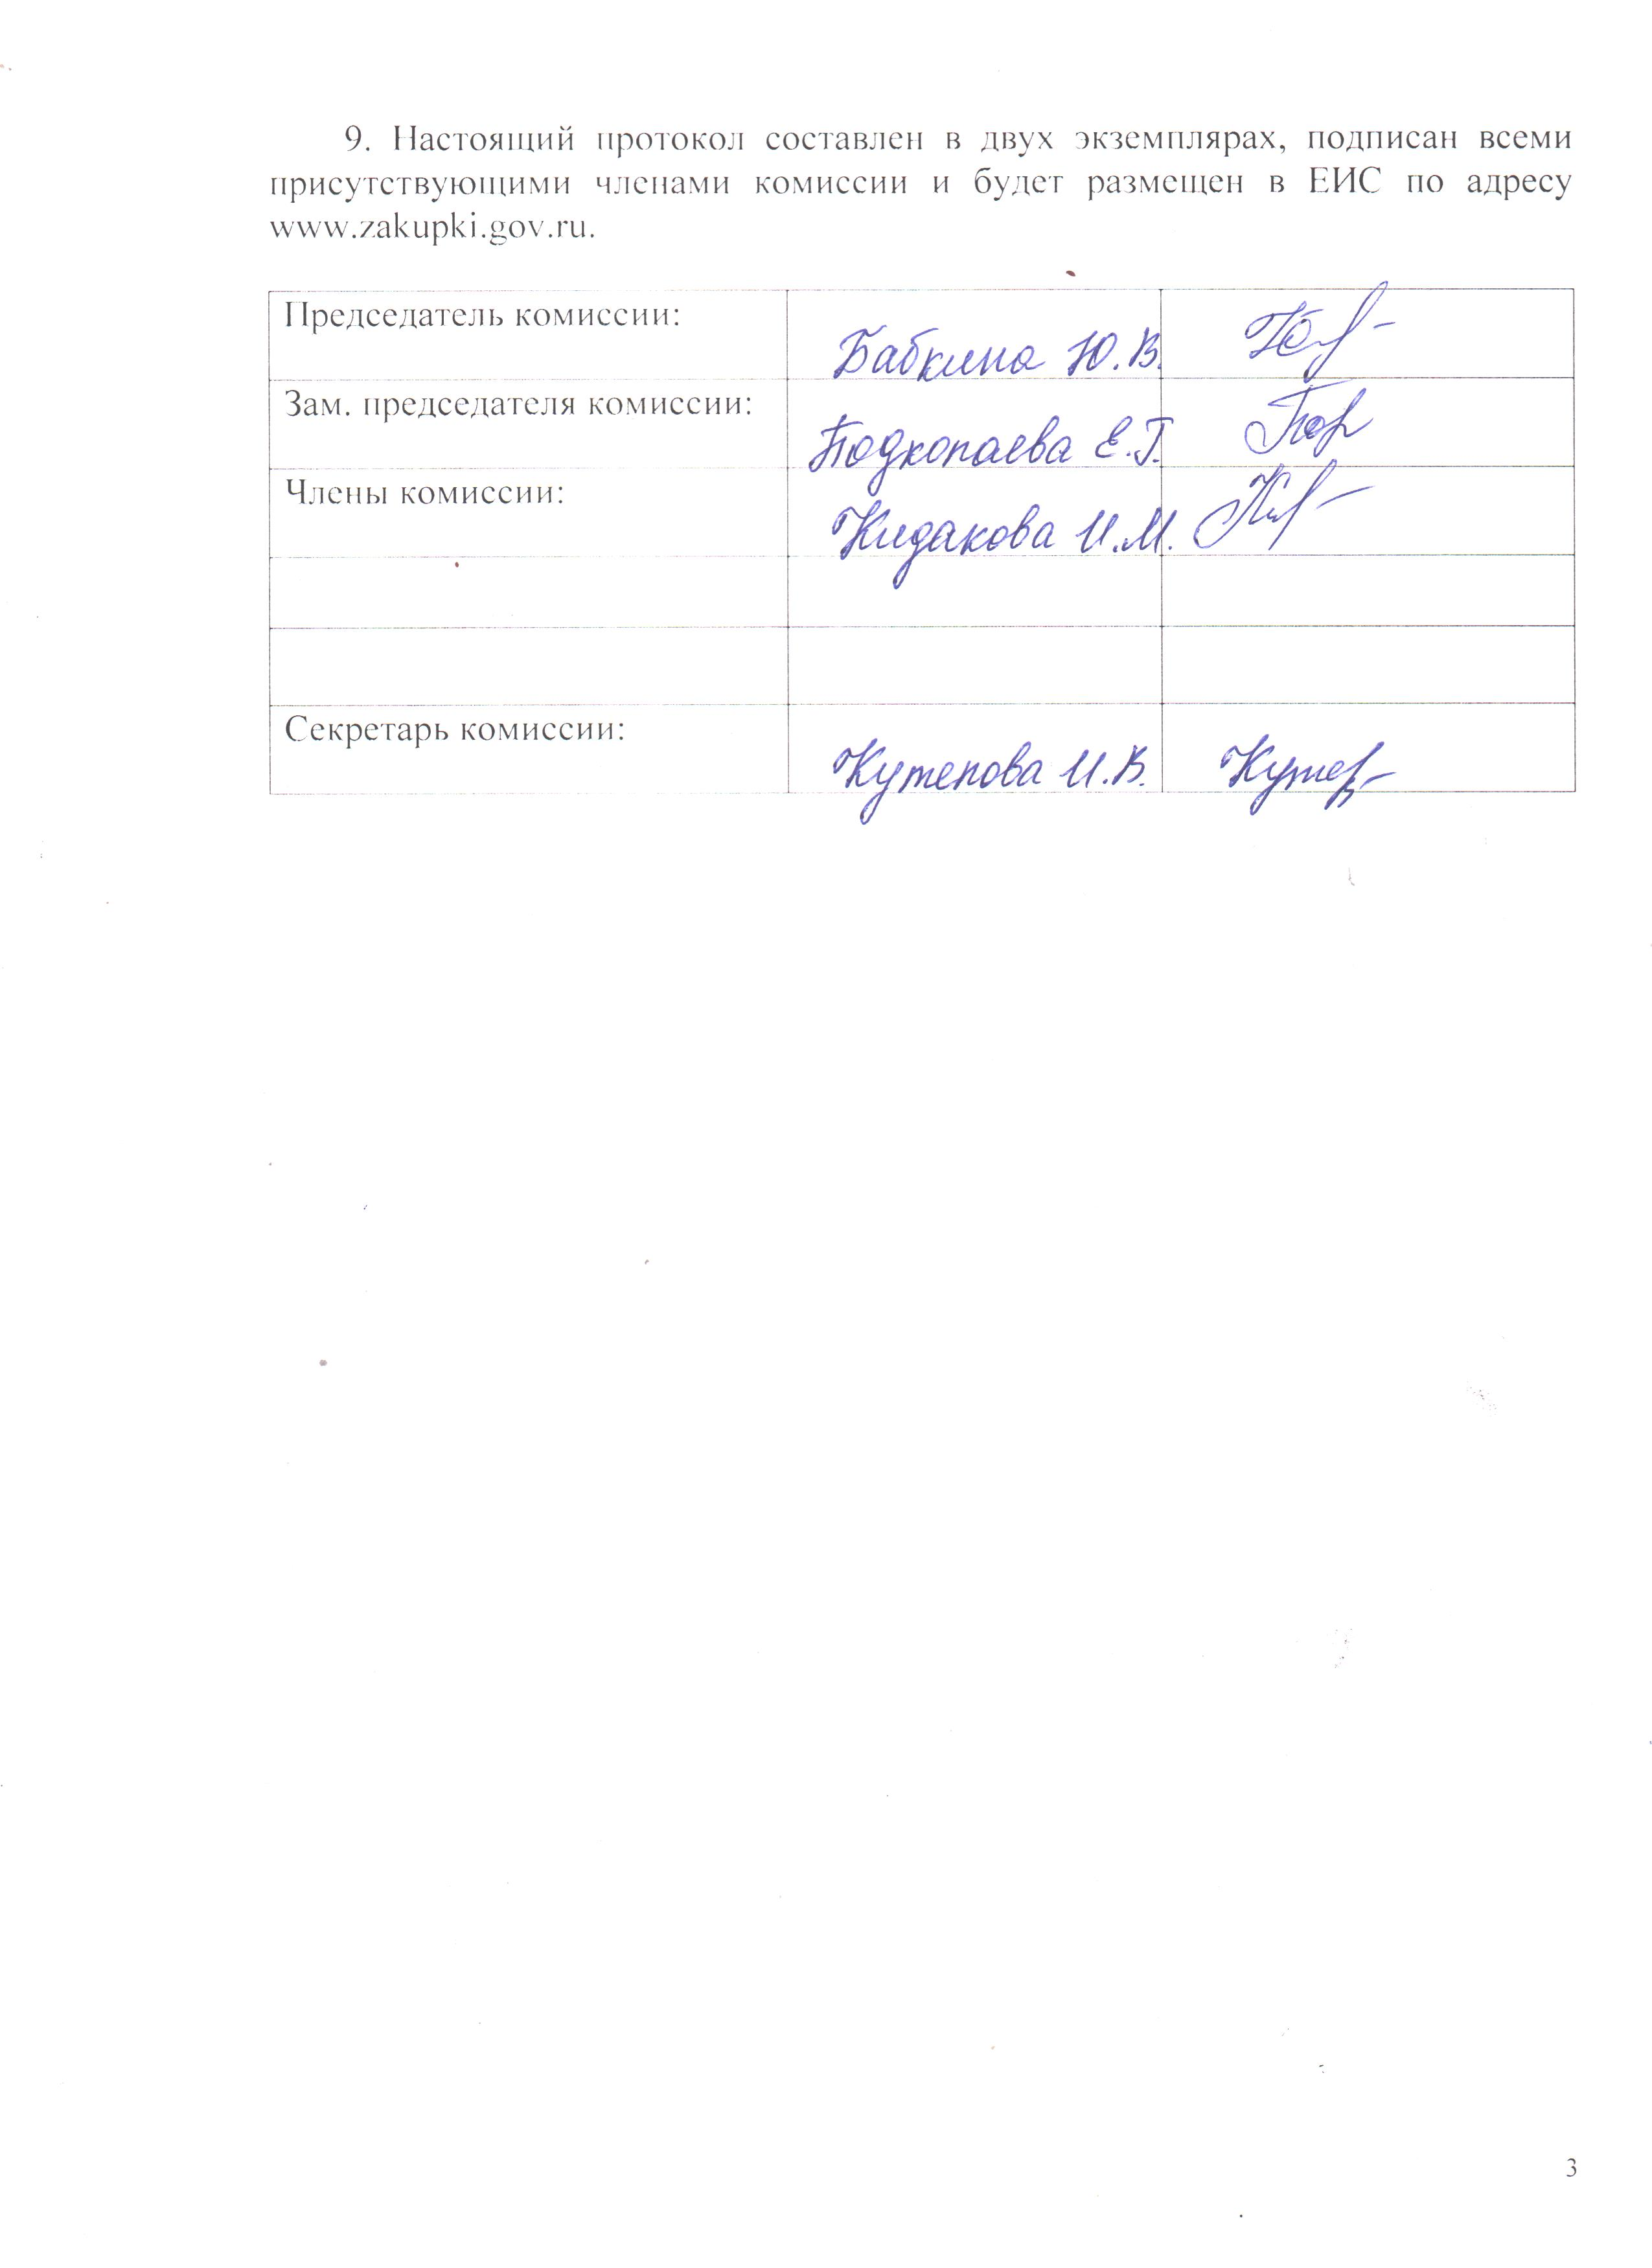 9. Настоящий протокол составлен в двух экземплярах, подписан всеми
присутствующими членами комиссии и будет размещен в ЕИС по адресу
www.zakupki.gov.ru.
Председатель комиссии:
Бабкина Ю.В.
Зам. председателя комиссии:
Подкопаева Е.Г.
Члены комиссии:
Кидакова И.М.
Секретарь комиссии:
Кутепова И.В.
3